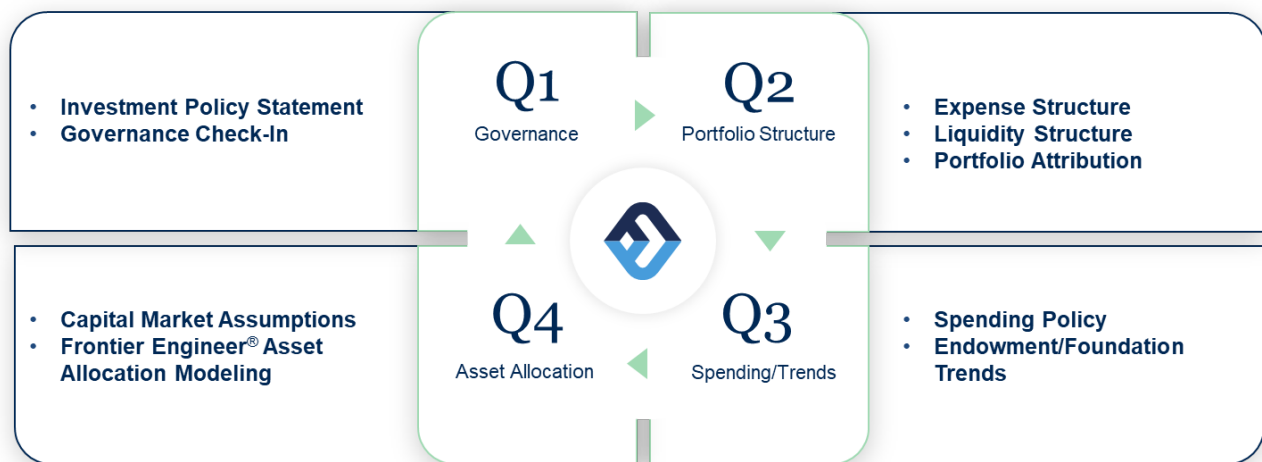 Q1
Governance
• Investment Policy Statement
• Governance Check-In
Q2
Portfolio Structure
• Expense Structure
• Liquidity Structure
• Portfolio Attribution
Q3
Spending/Trends
• Spending Policy
• Endowment/Foundation
Trends
Q4
Asset Allocation
• Capital Market Assumptions
• Frontier Engineer® Asset
Allocation Modeling